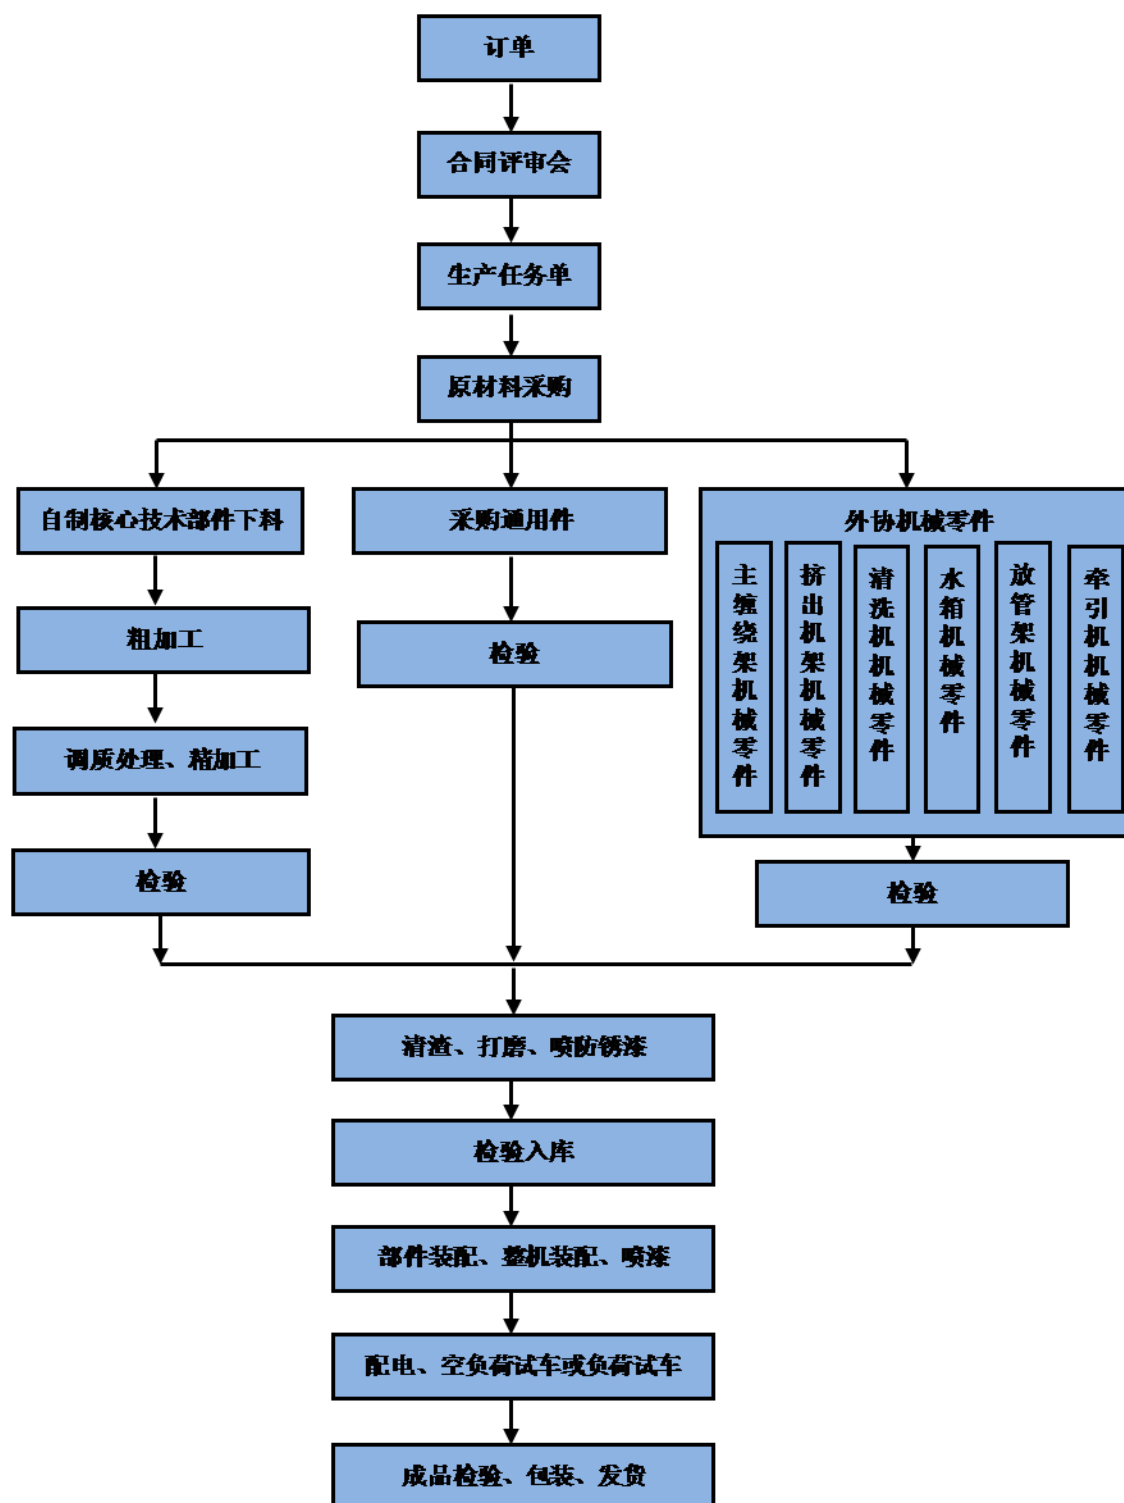 订单
合同评审会
生产任务单
原材料采购
自制核心技术部件下料
采购通用件
外协机械零件
主缠绕架机械零件
挤出机架机械零件
清洗机机械零件
水箱机械零件
放管架机械零件
牵引机机械零件
粗加工
检验
调质处理、精加工
检验
检验
清渣、打磨、喷防锈漆
检验入库
部件装配、整机装配、喷漆
配电、空负荷试车或负荷试车
成品检验、包装、发货